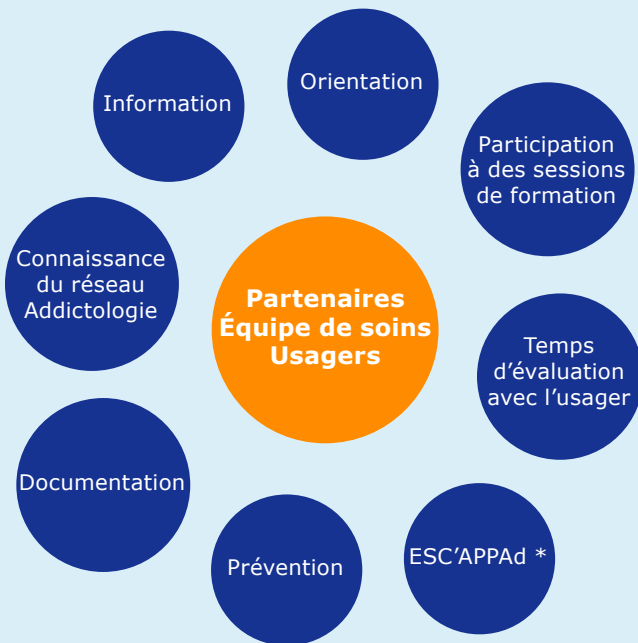 Information
Orientation
Participation
à des sessions
de formation
Connaissance
du réseau
Addictologie
Partenaires
Équipe de soins
Usagers
Temps
d’évaluation
avec l’usager
Documentation
Prévention
ESC’APPAd *